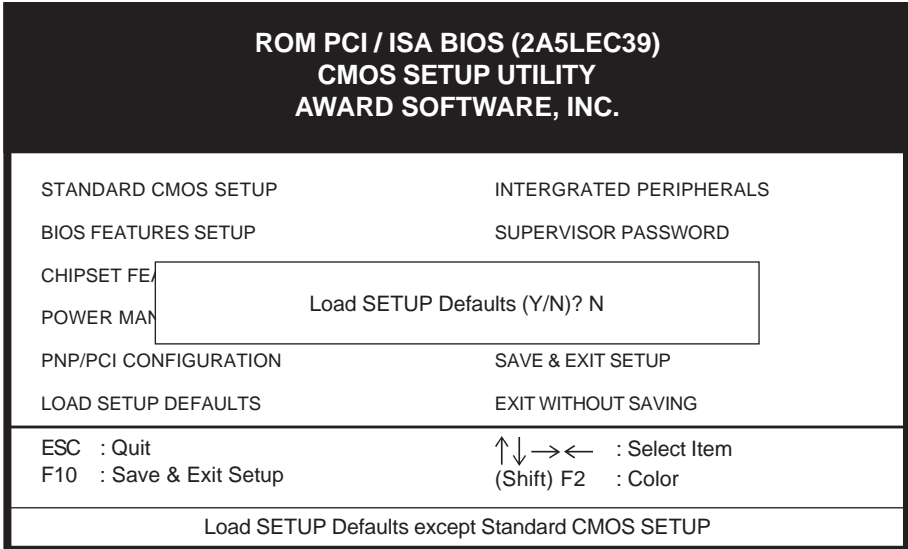 ROM PCI / ISA BIOS (2A5LEC39)
CMOS SETUP UTILITY
AWARD SOFTWARE, INC.
STANDARD CMOS SETUP
INTERGRATED PERIPHERALS
BIOS FEATURES SETUP
SUPERVISOR PASSWORD
CHIPSET
Load SETUP Defaults (Y/N)? N
POWER
PNP/PCI CONFIGURATION
SAVE & EXIT SETUP
LOAD SETUP DEFAULTS
EXIT WITHOUT SAVING
ESC : Quit
↑↓→← : Select Item
F10 : Save & Exit Setup
(Shift) F2 : Color
Load SETUP Defaults except Standard CMOS SETUP